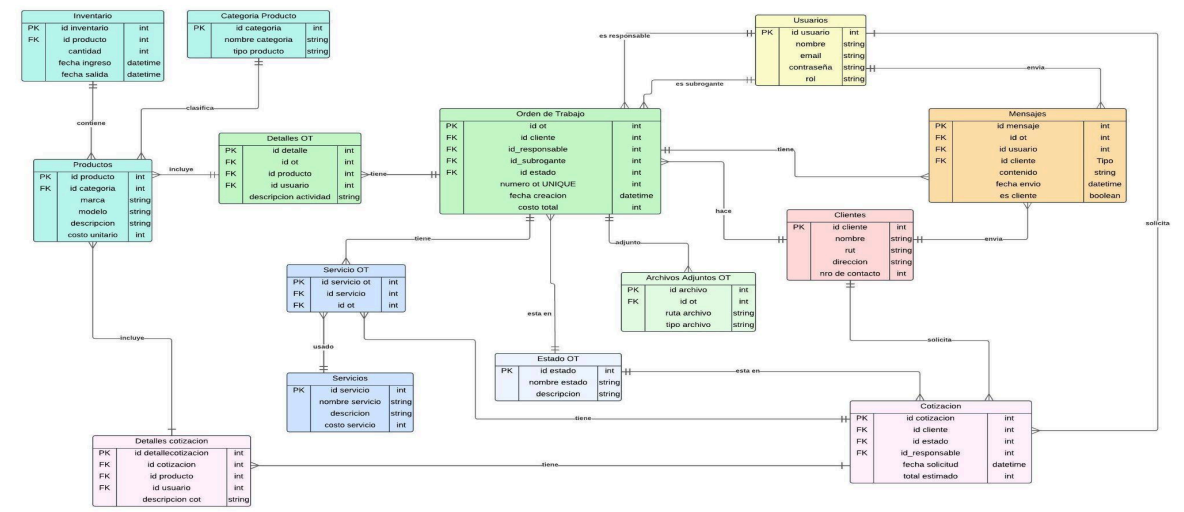 Inventario
PK id inventario int
FK id producto int
cantidad int
fecha ingreso datetime
fecha salida datetime
Categoria Producto
PK id categoria int
nombre categoria string
tipo producto string
Usuarios
PK id usuario int
nombre string
email string
contraseña string
rol string
es responsable
es subrogante
envia
solicita
clasifica
contiene
Productos
PK id producto int
FK id categoria int
marca string
modelo string
descripcion string
costo unitario int
incluye
Detalles OT
PK id detalle int
FK id ot int
FK id producto int
FK id usuario int
descripcion actividad string
tiene
Orden de Trabajo
PK id ot int
FK id cliente int
FK id_responsable int
FK id_subrogante int
FK id estado int
numero ot UNIQUE int
fecha creacion datetime
costo total int
tiene
Mensajes
PK id mensaje int
FK id ot int
FK id usuario int
FK id cliente Tipo
contenido string
fecha envio datetime
es cliente boolean
hace
Clientes
PK id cliente int
nombre string
rut string
direccion string
nro de contacto int
envia
tiene
adjunto
Servicio OT
PK id servicio ot int
FK id servicio int
FK id ot int
Archivos Adjuntos OT
PK id archivo int
FK id ot int
ruta archivo string
tipo archivo string
esta en
usado
incluye
solicita
Servicios
PK id servicio int
nombre servicio string
descricion string
costo servicio int
Estado OT
PK id estado int
nombre estado string
descripcion string
esta en
tiene
Cotizacion
PK id cotizacion int
FK id cliente int
FK id estado int
FK id_responsable int
fecha solicitud datetime
total estimado int
Detalles cotizacion
PK id detallecotizacion int
FK id cotizacion int
FK id producto int
FK id usuario int
descripcion cot string
tiene